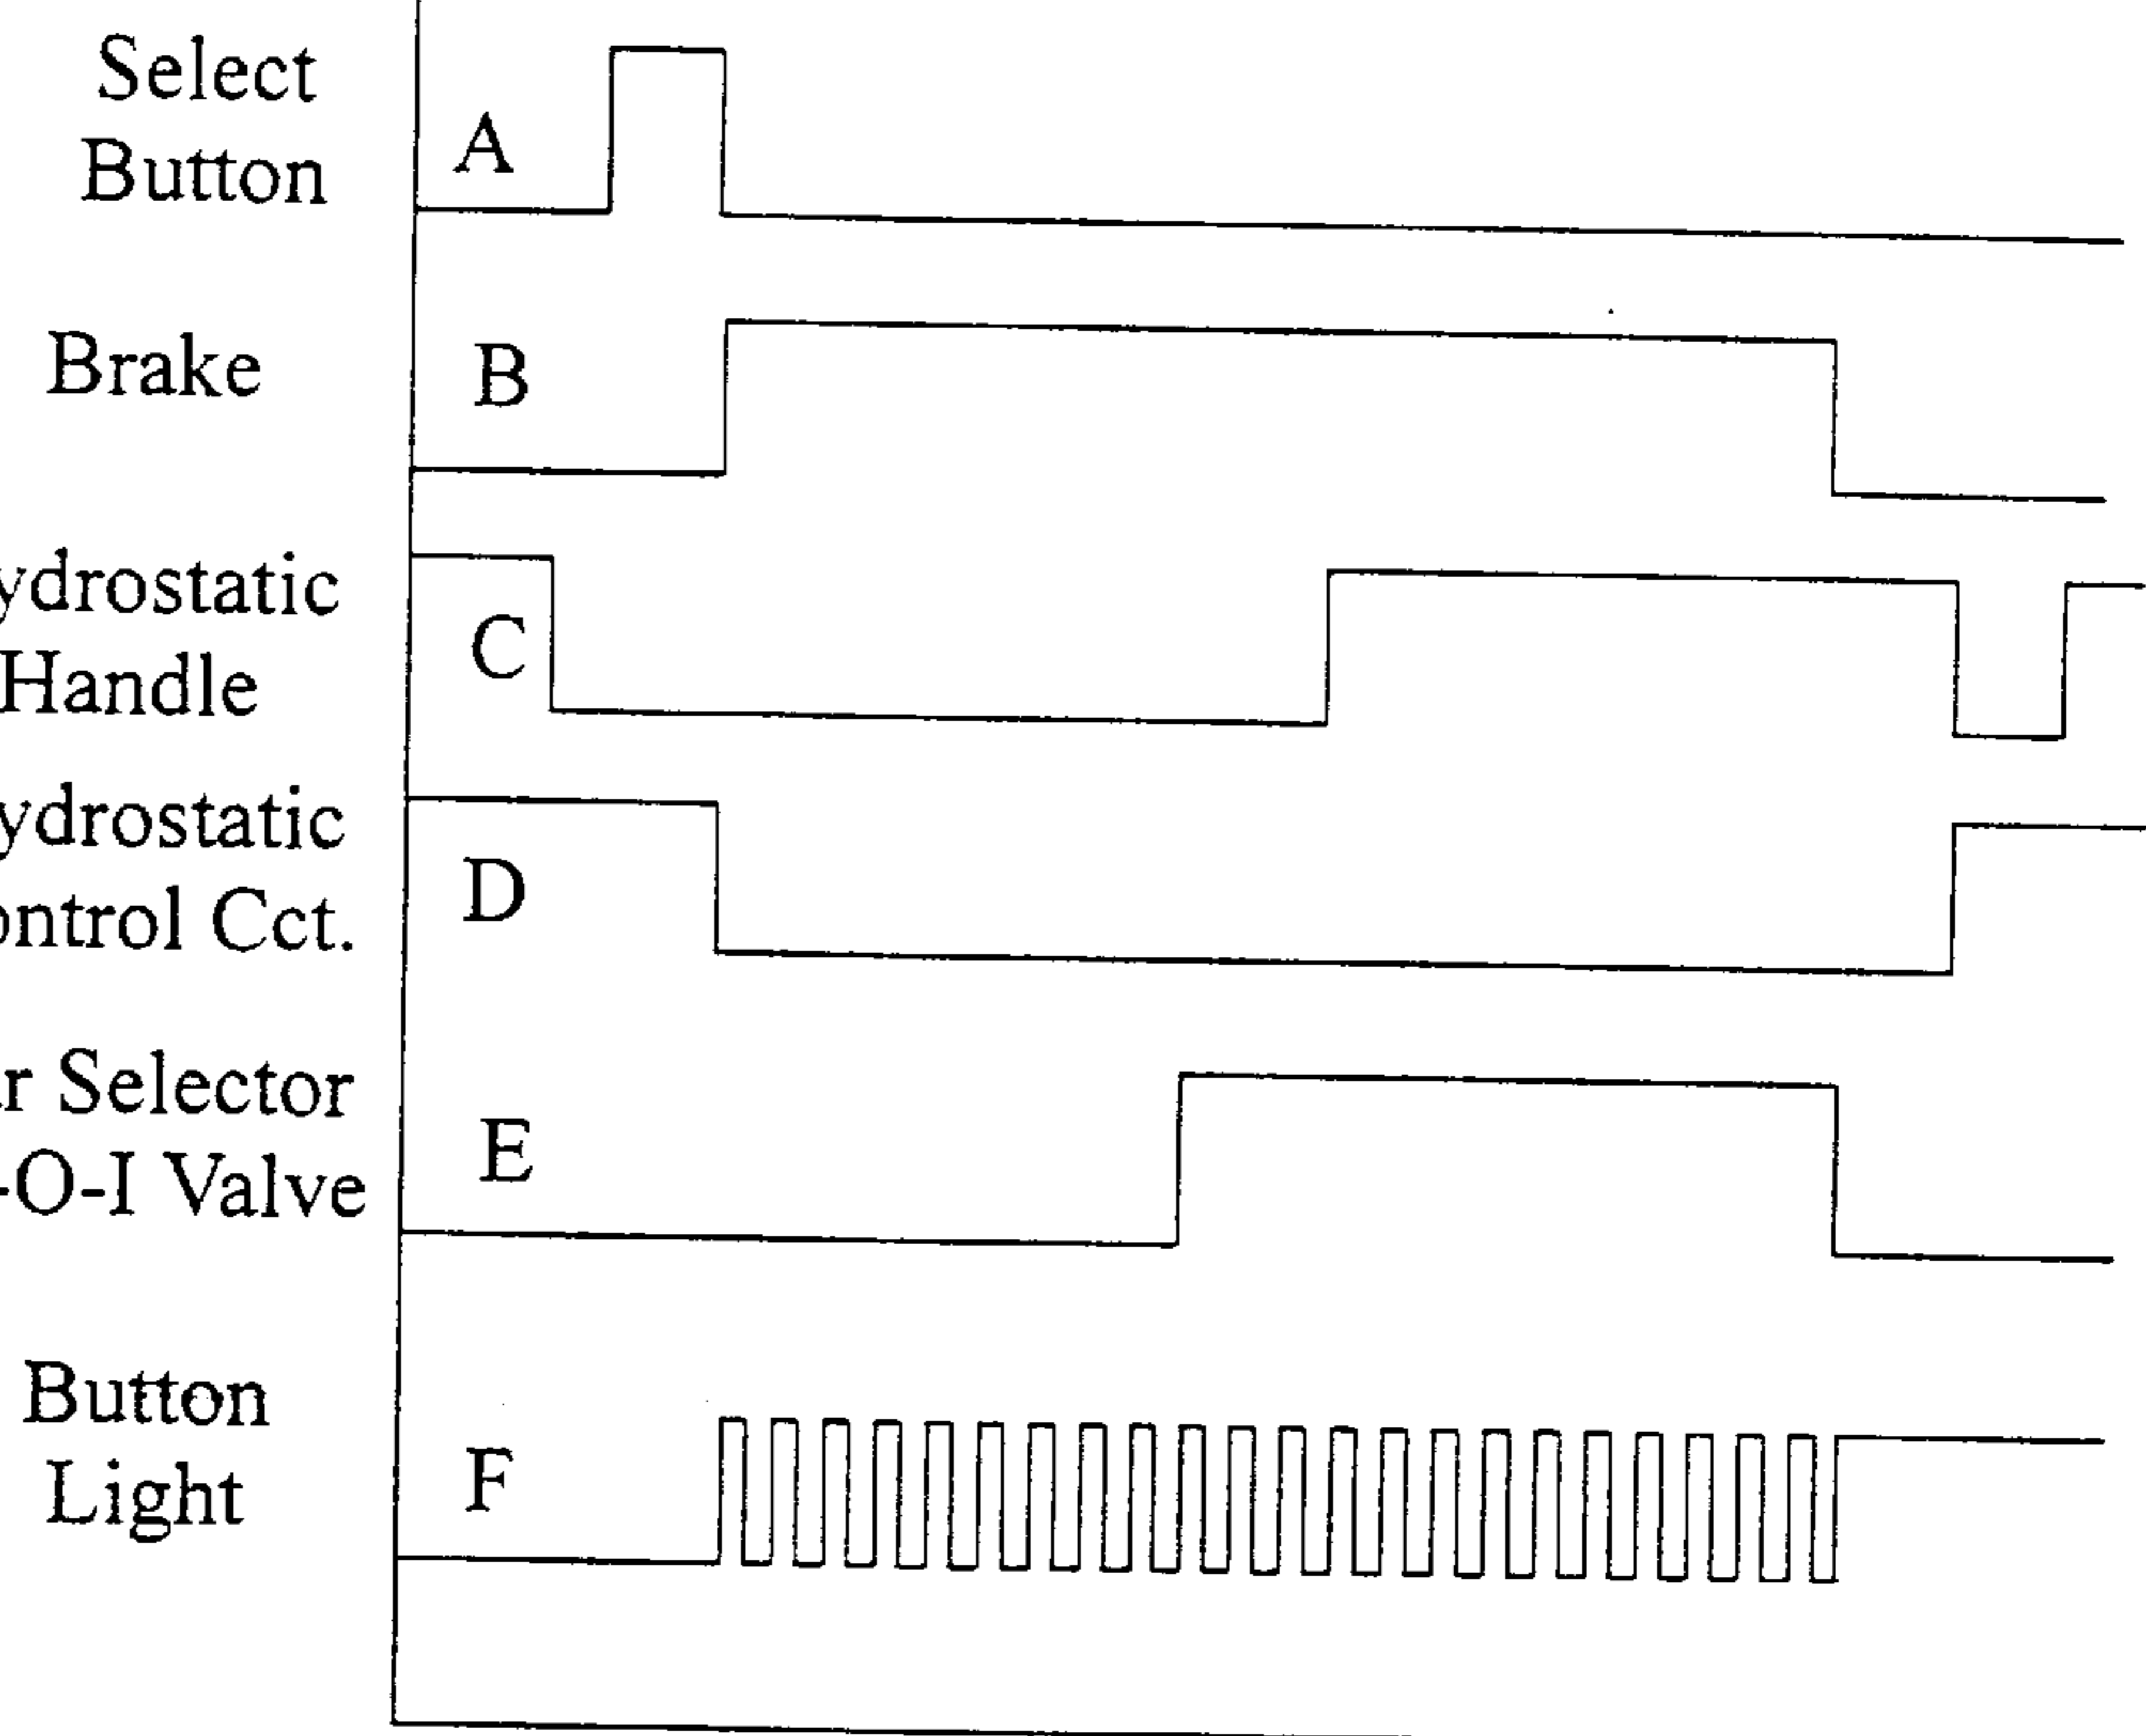 Select
Button
A
Brake
B
ydrostatic
Handle
C
ydrostatic
ontrol Cct.
D
r Selector
-O-I Valve
E
Button
Light
F